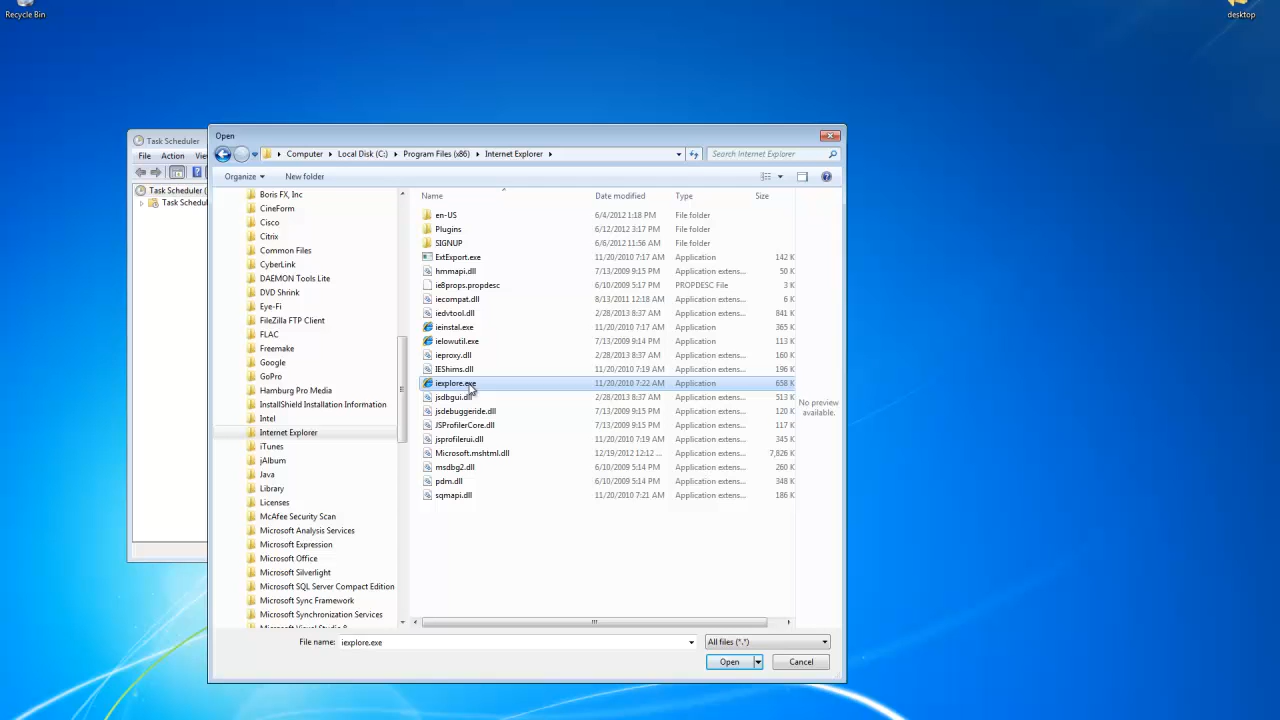 Recycle Bin
desktop
Task Scheduler
File Action Vie
Task Scheduler (
Task Schedul
Open
Computer Local Disk (C:) Program Files (x86) Internet Explorer
Search Internet Explorer
Organize New folder
Boris FX, Inc
CineForm
Cisco
Citrix
Common Files
CyberLink
DAEMON Tools Lite
DVD Shrink
Eye-Fi
FileZilla FTP Client
FLAC
Freemake
Google
GoPro
Hamburg Pro Media
InstallShield Installation Information
Intel
Internet Explorer
iTunes
jAlbum
Java
Library
Licenses
McAfee Security Scan
Microsoft Analysis Services
Microsoft Expression
Microsoft Office
Microsoft Silverlight
Microsoft SQL Server Compact Edition
Microsoft Sync Framework
Microsoft Synchronization Services
Name Date modified Type Size
en-US 6/4/2012 1:18 PM File folder
Plugins 6/12/2012 3:17 PM File folder
SIGNUP 6/6/2012 11:56 AM File folder
ExtExport.exe 11/20/2010 7:17 AM Application 142 K
hmmapi.dll 7/13/2009 9:15 PM Application extens... 50 K
ie8props.propdesc 6/10/2009 5:17 PM PROPDESC File 3 K
iecompat.dll 8/13/2011 12:18 AM Application extens... 6 K
iedvtool.dll 2/28/2013 8:37 AM Application extens... 841 K
ieinstal.exe 11/20/2010 7:17 AM Application 365 K
ielowutil.exe 7/13/2009 9:14 PM Application 113 K
ieproxy.dll 2/28/2013 8:37 AM Application extens... 160 K
IEShims.dll 11/20/2010 7:19 AM Application extens... 196 K
iexplore.exe 11/20/2010 7:22 AM Application 658 K
jsdbgui.dll 2/28/2013 8:37 AM Application extens... 513 K
jsdebuggeride.dll 7/13/2009 9:15 PM Application extens... 120 K
JSProfilerCore.dll 7/13/2009 9:15 PM Application extens... 117 K
jsprofilerui.dll 11/20/2010 7:19 AM Application extens... 345 K
Microsoft.mshtml.dll 12/19/2012 12:12 ... Application extens... 7,826 K
msdbg2.dll 6/10/2009 5:14 PM Application extens... 260 K
pdm.dll 6/10/2009 5:14 PM Application extens... 348 K
sqmapi.dll 11/20/2010 7:21 AM Application extens... 186 K
No preview
available.
File name: iexplore.exe
All files (*.*)
Open Cancel